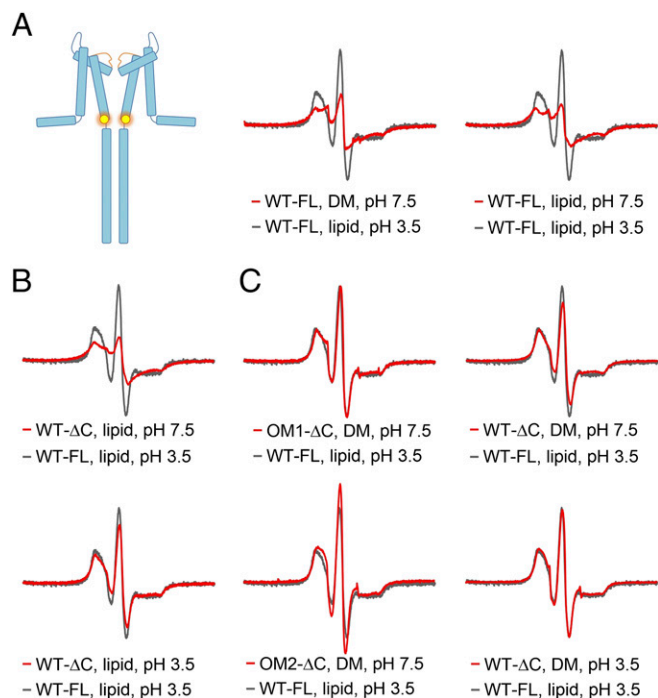 A
WT-FL, DM, pH 7.5
WT-FL, lipid, pH 3.5
WT-FL, lipid, pH 7.5
WT-FL, lipid, pH 3.5
B
C
WT-ΔC, lipid, pH 7.5
WT-FL, lipid, pH 3.5
OM1-ΔC, DM, pH 7.5
WT-FL, lipid, pH 3.5
WT-ΔC, DM, pH 7.5
WT-FL, lipid, pH 3.5
WT-ΔC, lipid, pH 3.5
WT-FL, lipid, pH 3.5
OM2-ΔC, DM, pH 7.5
WT-FL, lipid, pH 3.5
WT-ΔC, DM, pH 3.5
WT-FL, lipid, pH 3.5